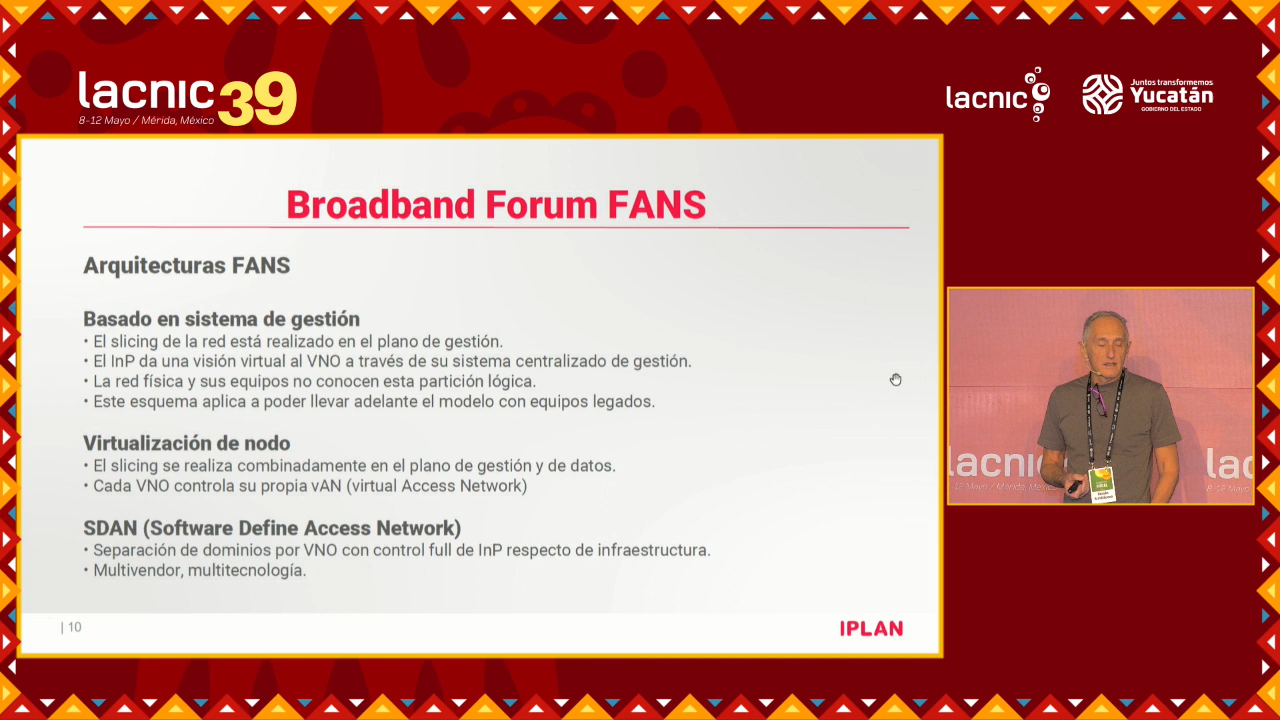 lacnic 39
8-12 Mayo / Mérida, México
lacnic
Juntos transformemos
Yucatán
GOBIERNO DEL ESTADO
Broadband Forum FANS
Arquitecturas FANS
Basado en sistema de gestión
• El slicing de la red está realizado en el plano de gestión.
• El InP da una visión virtual al VNO a través de su sistema centralizado de gestión.
• La red física y sus equipos no conocen esta partición lógica.
• Este esquema aplica a poder llevar adelante el modelo con equipos legados.
Virtualización de nodo
• El slicing se realiza combinadamente en el plano de gestión y de datos.
• Cada VNO controla su propia vAN (virtual Access Network)
SDAN (Software Define Access Network)
• Separación de dominios por VNO con control full de InP respecto de infraestructura.
• Multivendor, multitecnología.
| 10
IPLAN
lacnic
lac